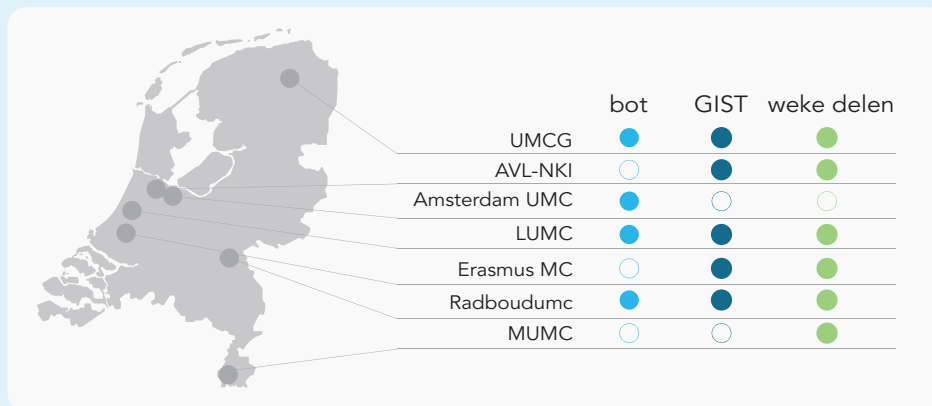 bot GIST weke delen
UMCG
AVL-NKI
Amsterdam UMC
LUMC
Erasmus MC
Radboudumc
MUMC